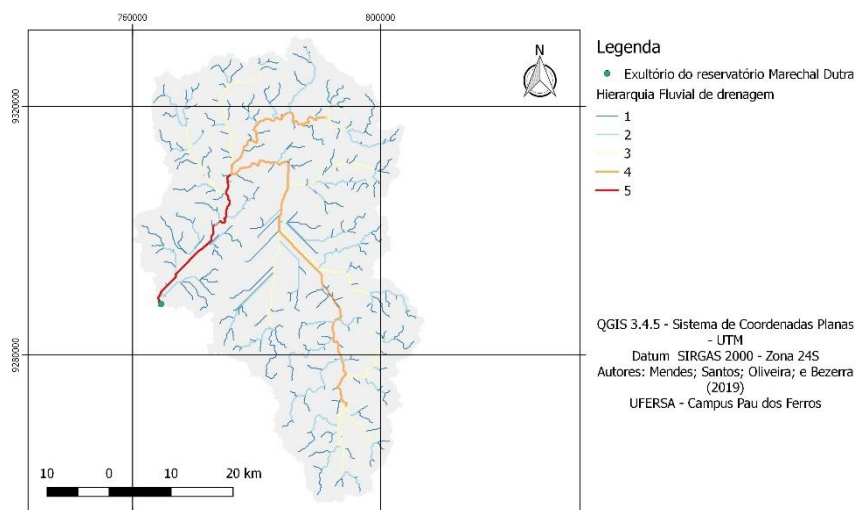 760000
800000
N
9320000
9280000
10 0 10 20 km
Legenda
Exultório do reservatório Marechal Dutra
Hierarquia Fluvial de drenagem
1
2
3
4
5
QGIS 3.4.5 - Sistema de Coordenadas Planas
- UTM
Datum SIRGAS 2000 - Zona 24S
Autores: Mendes; Santos; Oliveira; e Bezerra
(2019)
UFERSA - Campus Pau dos Ferros